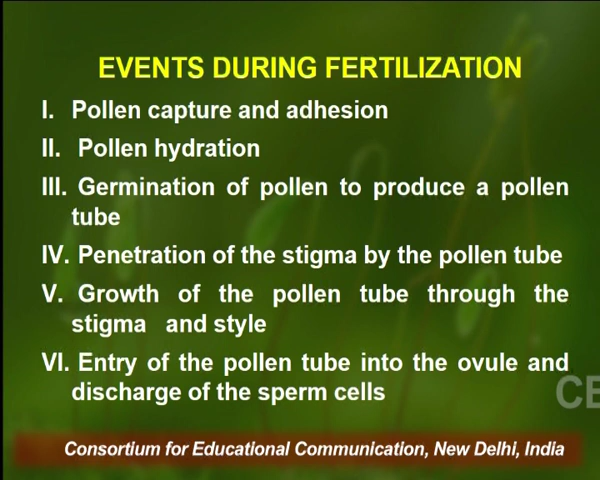 EVENTS DURING FERTILIZATION
I. Pollen capture and adhesion
II. Pollen hydration
III. Germination of pollen to produce a pollen
tube
IV. Penetration of the stigma by the pollen tube
V. Growth of the pollen tube through the
stigma and style
VI. Entry of the pollen tube into the ovule and
discharge of the sperm cells
CE
Consortium for Educational Communication, New Delhi, India